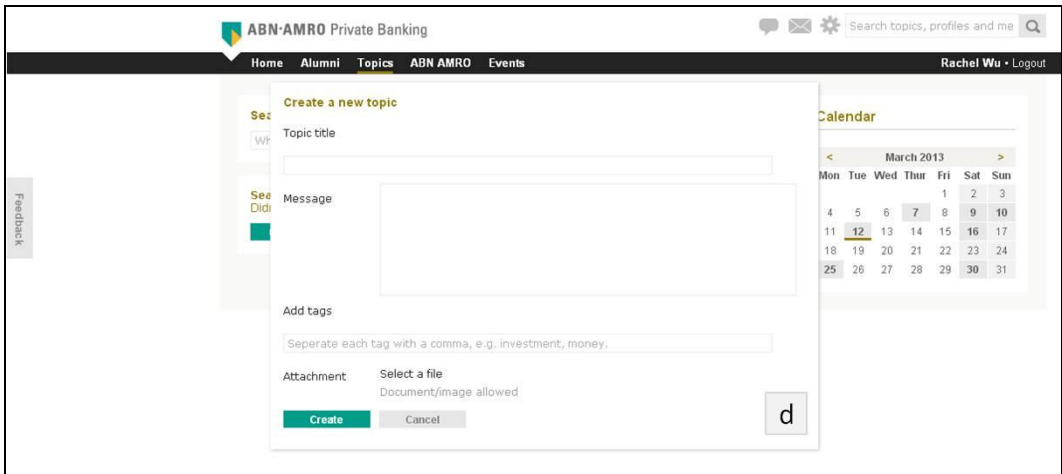 ABN·AMRO Private Banking
Search topics, profiles and me
Home Alumni Topics ABN AMRO Events
Rachel Wu • Logout
Feedback
Create a new topic
Topic title
Message
Add tags
Seperate each tag with a comma, e.g. investment, money.
Attachment
Select a file
Document/image allowed
Create Cancel
d
Calendar
< March 2013 >
Mon Tue Wed Thur Fri Sat Sun
1 2 3
4 5 6 7 8 9 10
11 12 13 14 15 16 17
18 19 20 21 22 23 24
25 26 27 28 29 30 31